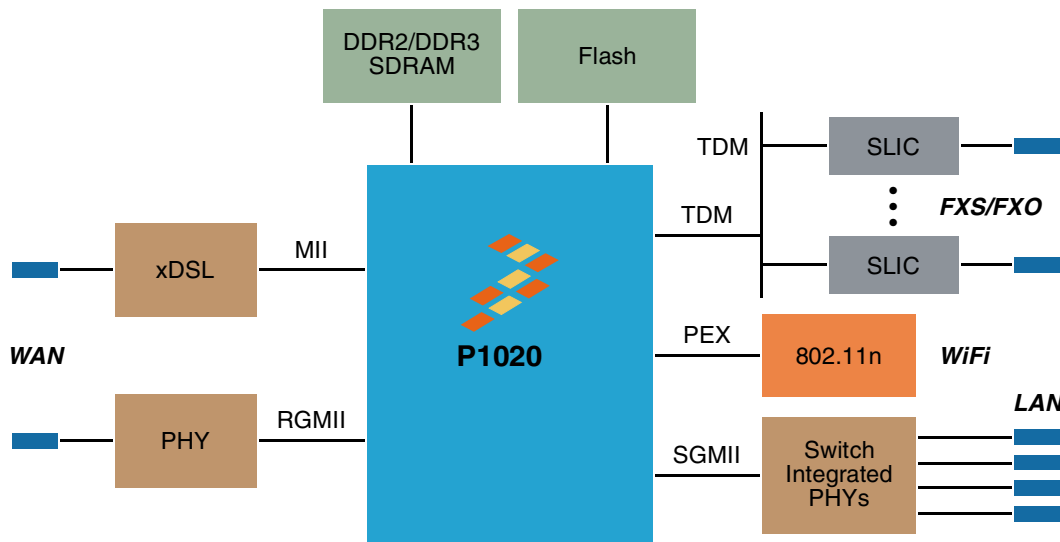 DDR2/DDR3
SDRAM
Flash
TDM
SLIC
TDM
FXS/FXO
SLIC
xDSL
MII
WAN
P1020
PEX
802.11n
WiFi
PHY
RGMII
SGMII
Switch
Integrated
PHYs
LAN